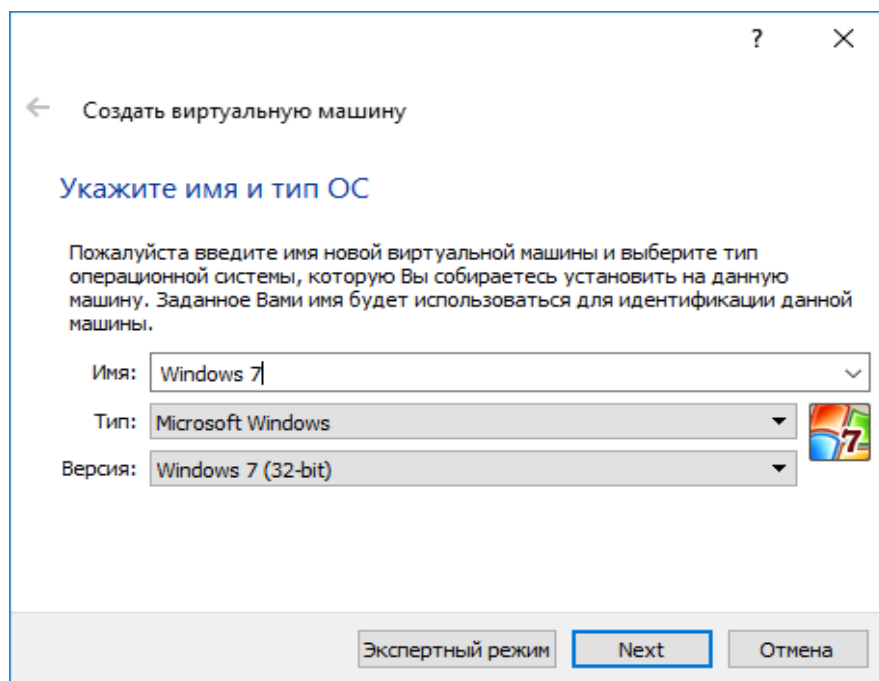 ?
Создать виртуальную машину
Укажите имя и тип ОС
Пожалуйста введите имя новой виртуальной машины и выберите тип
операционной системы, которую Вы собираетесь установить на данную
машину. Заданное Вами имя будет использоваться для идентификации данной
машины.
Имя: Windows 7
Тип: Microsoft Windows
7
Версия: Windows 7 (32-bit)
Экспертный режим Next Отмена